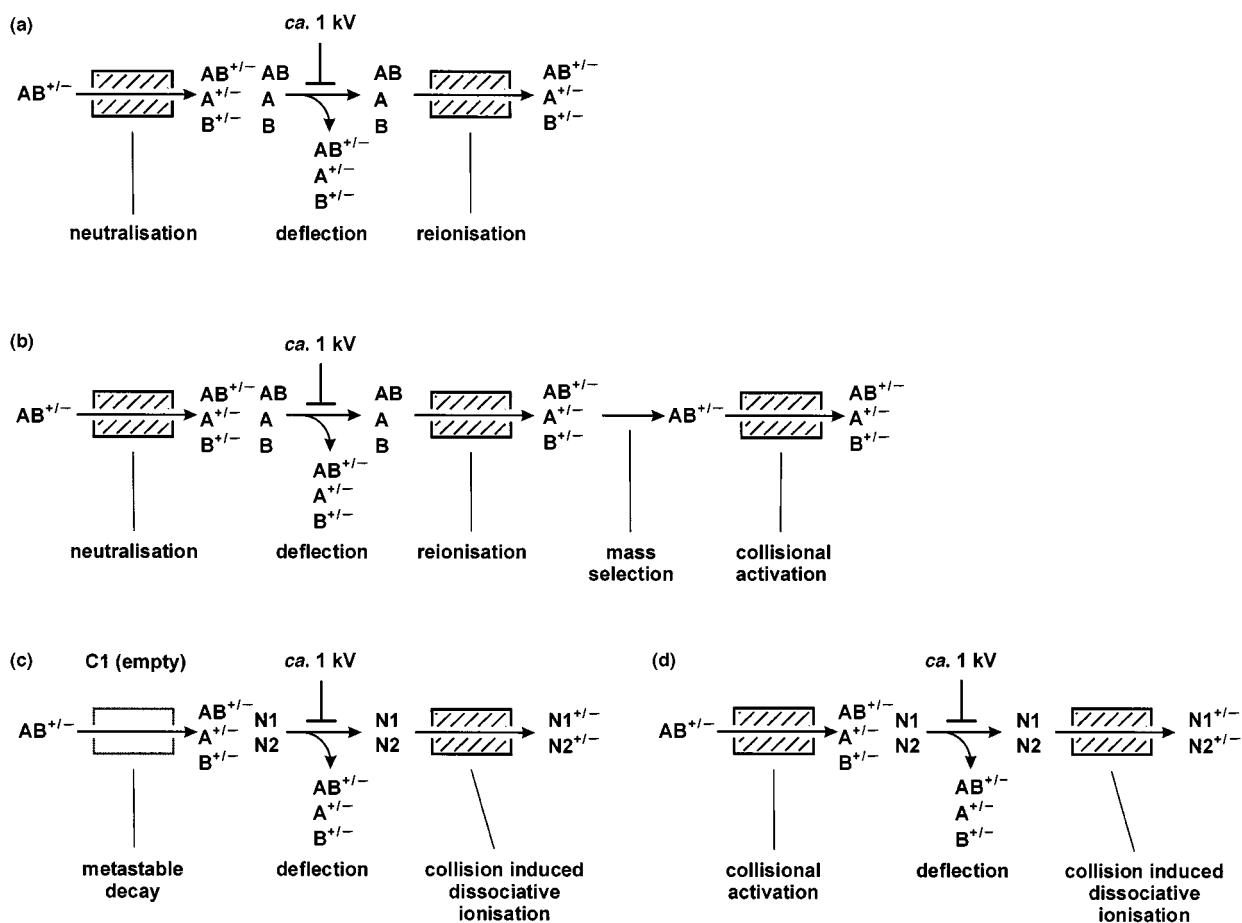 (a)
ca. 1 kV
AB+/−
AB+/−
A+/−
B+/−
AB
A
B
AB
A
B
AB+/−
A+/−
B+/−
AB+/−
A+/−
B+/−
neutralisation
deflection
reionisation
(b)
ca. 1 kV
AB+/−
AB+/−
A+/−
B+/−
AB
A
B
AB
A
B
AB+/−
A+/−
B+/−
AB+/−
AB+/−
A+/−
B+/−
AB+/−
A+/−
B+/−
neutralisation
deflection
reionisation
mass
selection
collisional
activation
(c)
C1 (empty)
ca. 1 kV
AB+/−
AB+/−
A+/−
B+/−
N1
N2
N1
N2
N1+/−
N2+/−
AB+/−
A+/−
B+/−
metastable
decay
deflection
collision induced
dissociative
ionisation
(d)
ca. 1 kV
AB+/−
AB+/−
A+/−
B+/−
N1
N2
N1
N2
N1+/−
N2+/−
AB+/−
A+/−
B+/−
collisional
activation
deflection
collision induced
dissociative
ionisation